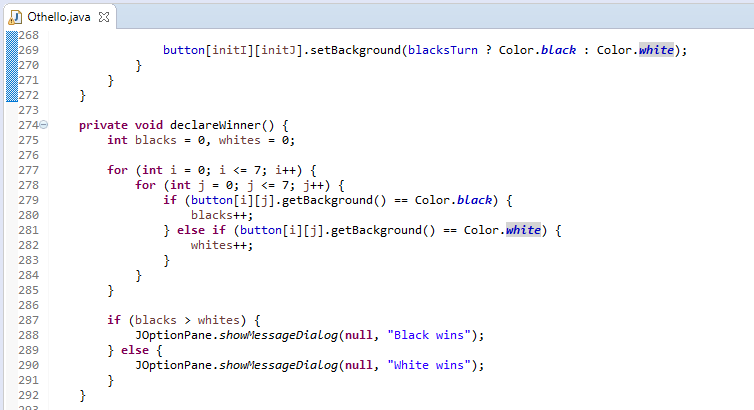 Othello.java
268
269 button[initI][initJ].setBackground(blacksTurn ? Color.black : Color.white);
270 }
271 }
272 }
273
274 private void declareWinner() {
275 int blacks = 0, whites = 0;
276
277 for (int i = 0; i <= 7; i++) {
278 for (int j = 0; j <= 7; j++) {
279 if (button[i][j].getBackground() == Color.black) {
280 blacks++;
281 } else if (button[i][j].getBackground() == Color.white) {
282 whites++;
283 }
284 }
285 }
286
287 if (blacks > whites) {
288 JOptionPane.showMessageDialog(null, "Black wins");
289 } else {
290 JOptionPane.showMessageDialog(null, "White wins");
291 }
292 }
293